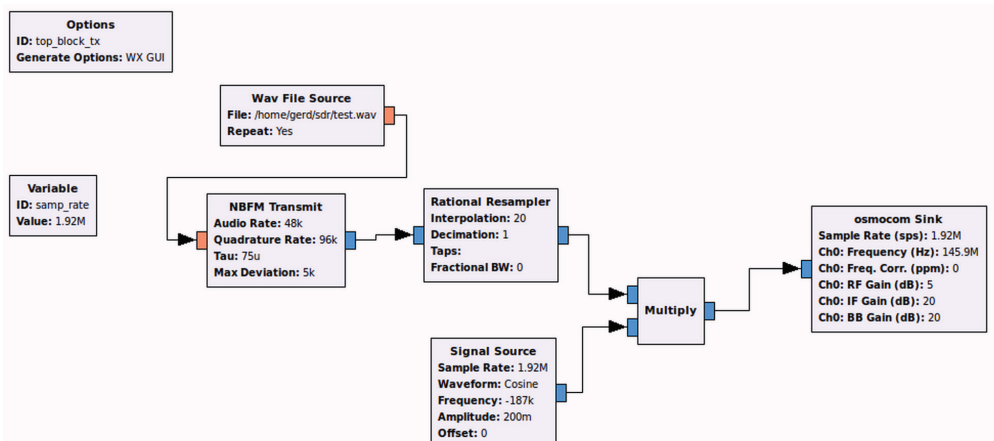 Options
ID: top_block_tx
Generate Options: WX GUI
Wav File Source
File: /home/gerd/sdr/test.wav
Repeat: Yes
Variable
ID: samp_rate
Value: 1.92M
NBFM Transmit
Audio Rate: 48k
Quadrature Rate: 96k
Tau: 75u
Max Deviation: 5k
Rational Resampler
Interpolation: 20
Decimation: 1
Taps:
Fractional BW: 0
Signal Source
Sample Rate: 1.92M
Waveform: Cosine
Frequency: -187k
Amplitude: 200m
Offset: 0
Multiply
osmocom Sink
Sample Rate (sps): 1.92M
Ch0: Frequency (Hz): 145.9M
Ch0: Freq. Corr. (ppm): 0
Ch0: RF Gain (dB): 5
Ch0: IF Gain (dB): 20
Ch0: BB Gain (dB): 20